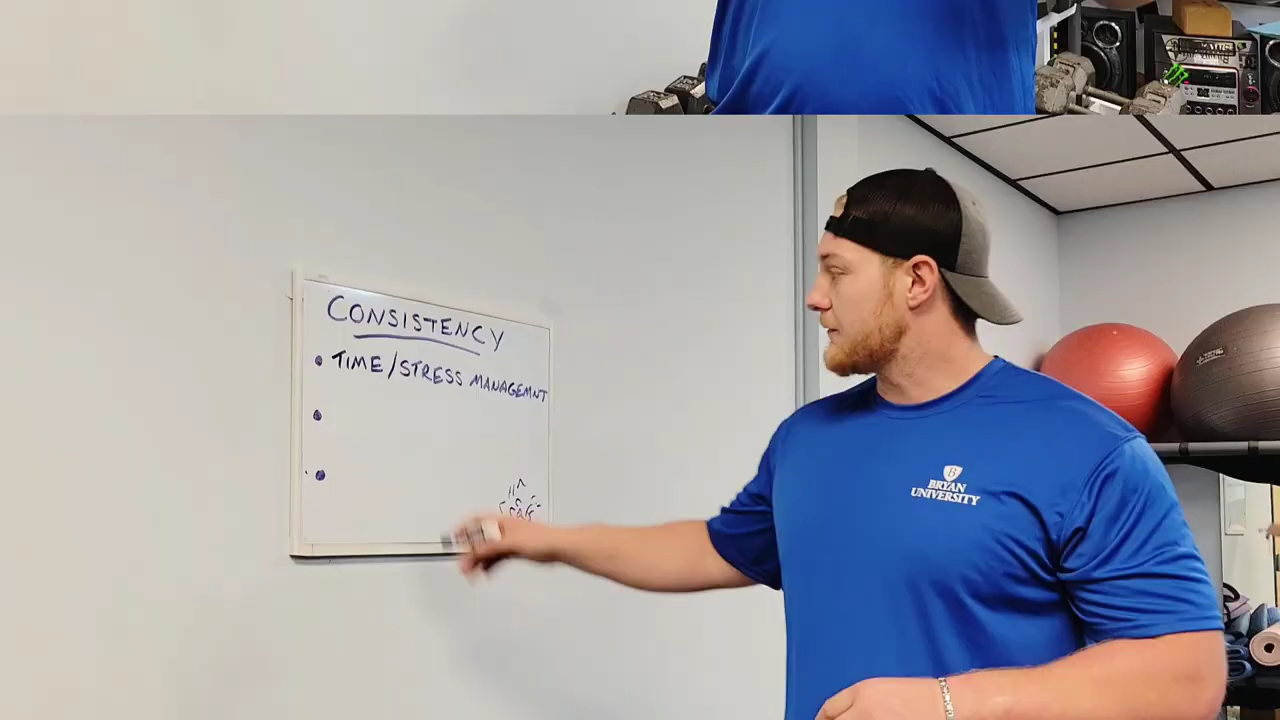 CONSISTENCY
• TIME/STRESS MANAGEMNT
•
•
B
BRYAN
UNIVERSITY